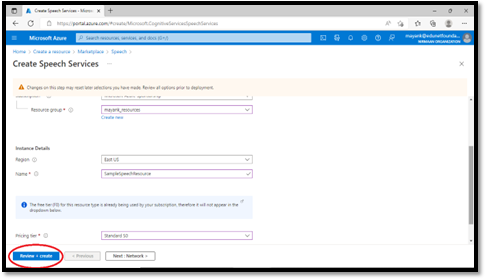 Create Speech Services - Micros
https://portal.azure.com/#create/Microsoft.CognitiveServicesSpeechServices
Microsoft Azure
Search resources, services, and docs (G+/)
mayank@edunetfounda...
Home > Create a resource > Marketplace > Speech >
Create Speech Services ...
Changes on this step may reset later selections you have made. Review all options prior to deployment.
Resource group *
mayank_resources
Create new
Instance Details
Region
East US
Name *
SampleSpeechResource
The free tier (F0) for this resource type is already being used by your subscription, therefore it will not appear in the
dropdown below.
Pricing tier *
Standard S0
Review + create
< Previous
Next : Network >